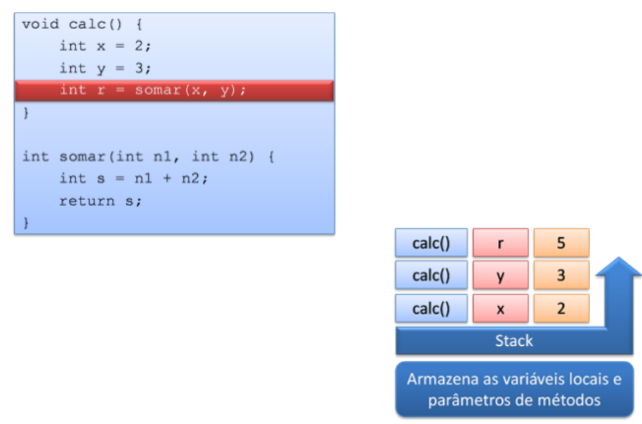 void calc() {
int x = 2;
int y = 3;
int r = somar(x, y);
}
int somar(int n1, int n2) {
int s = n1 + n2;
return s;
}
calc() r 5
calc() y 3
calc() x 2
Stack
Armazena as variáveis locais e
parâmetros de métodos